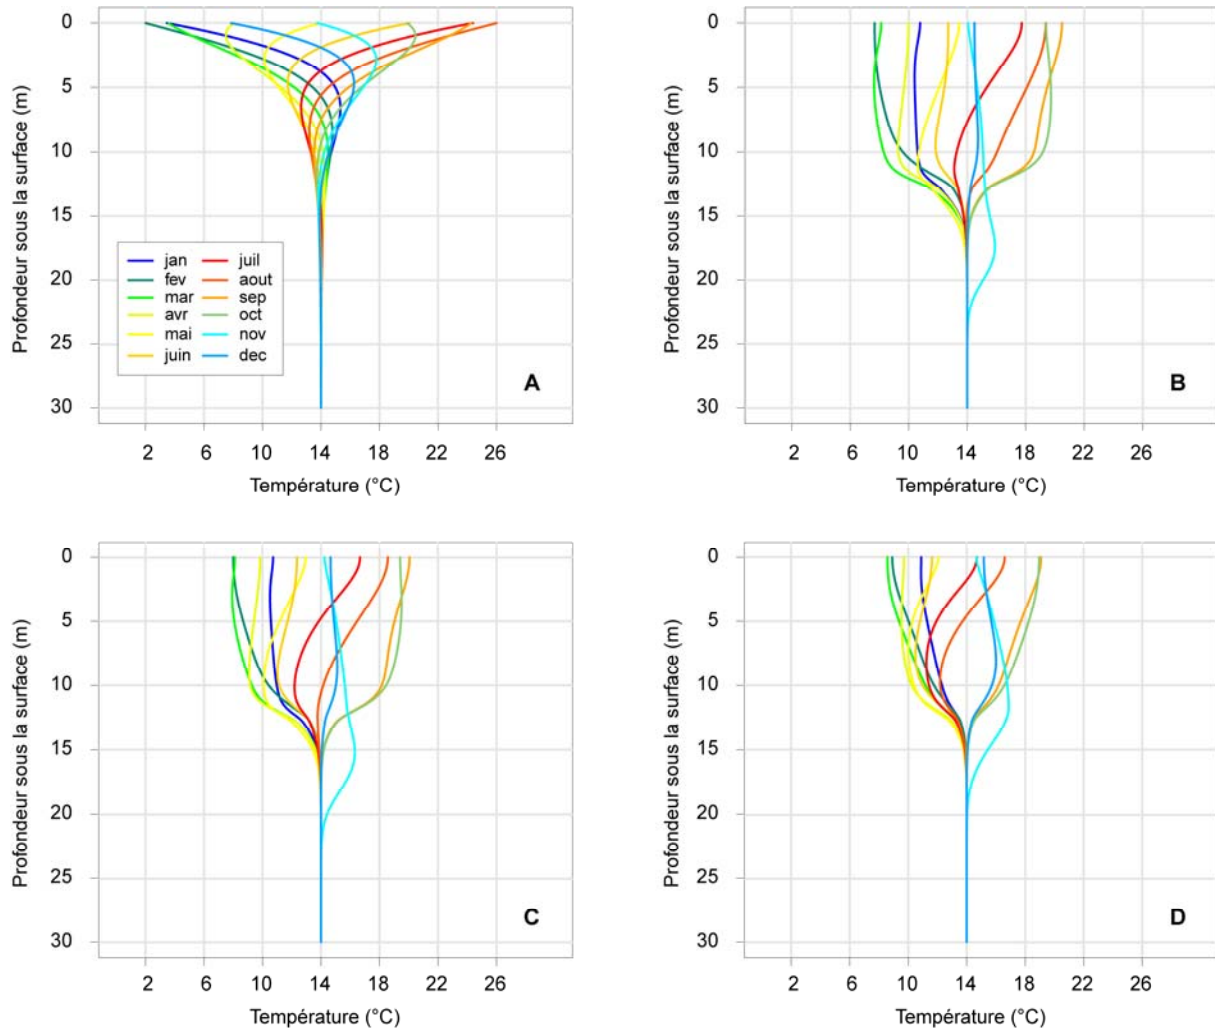 0
5
10
15
20
25
30
Profondeur sous la surface (m)
jan
fev
mar
avr
mai
juin
juil
aout
sep
oct
nov
dec
A
2 6 10 14 18 22 26
Température (°C)
0
5
10
15
20
25
30
Profondeur sous la surface (m)
B
2 6 10 14 18 22 26
Température (°C)
0
5
10
15
20
25
30
Profondeur sous la surface (m)
C
2 6 10 14 18 22 26
Température (°C)
0
5
10
15
20
25
30
Profondeur sous la surface (m)
D
2 6 10 14 18 22 26
Température (°C)